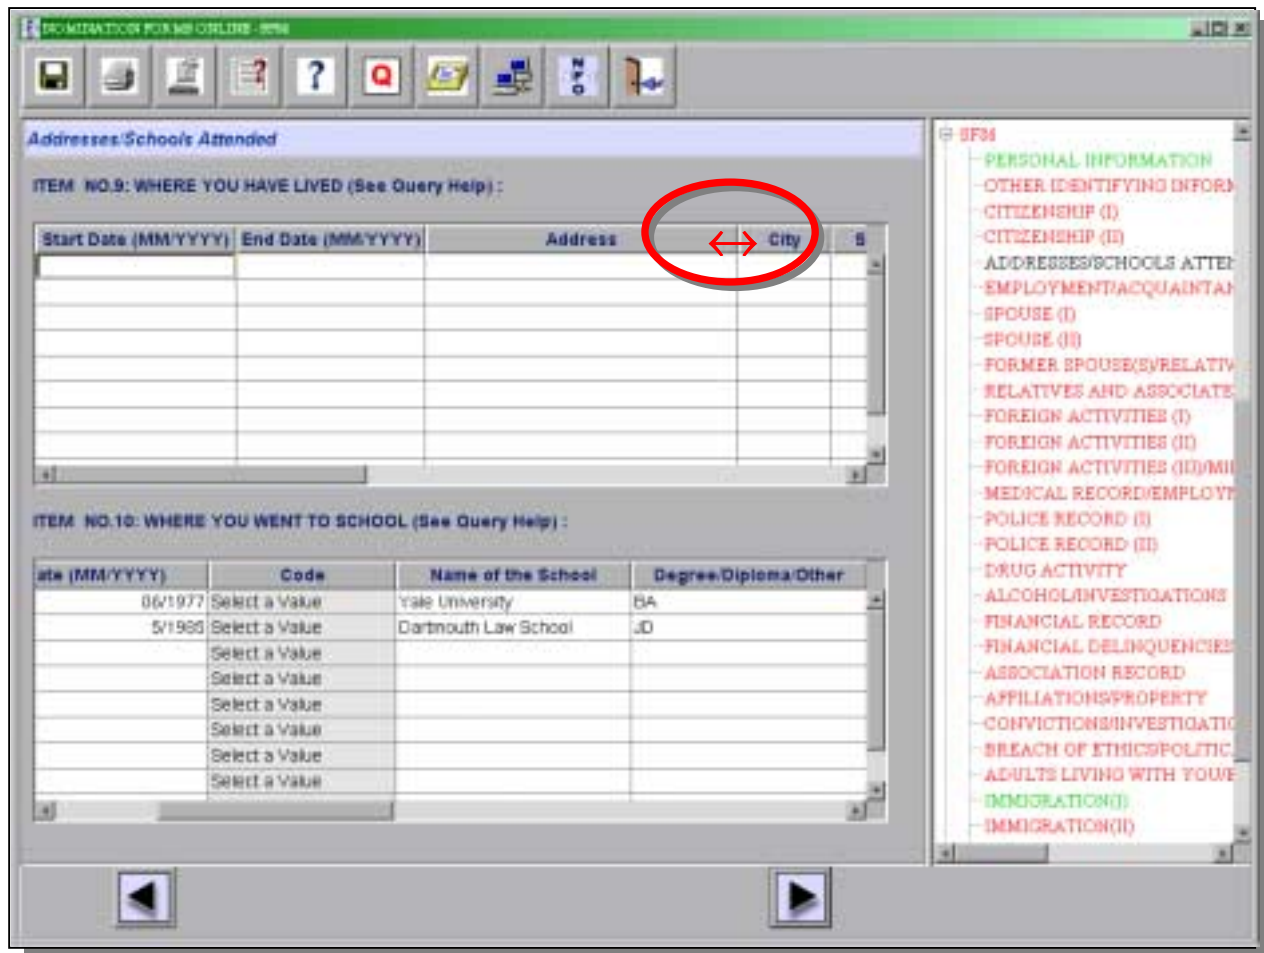 NOMINATION FORMS ONLINE - SF86
? ? Q N F O
Addresses/Schools Attended
ITEM NO.9: WHERE YOU HAVE LIVED (See Query Help) :
Start Date (MM/YYYY) End Date (MM/YYYY) Address City S
ITEM NO.10: WHERE YOU WENT TO SCHOOL (See Query Help) :
ate (MM/YYYY) Code Name of the School Degree/Diploma/Other
06/1977 Select a Value Yale University BA
5/1985 Select a Value Dartmouth Law School JD
Select a Value
Select a Value
Select a Value
Select a Value
Select a Value
Select a Value
SF86
PERSONAL INFORMATION
OTHER IDENTIFYING INFORM
CITIZENSHIP (I)
CITIZENSHIP (II)
ADDRESSES/SCHOOLS ATTEN
EMPLOYMENT/ACQUAINTAN
SPOUSE (I)
SPOUSE (II)
FORMER SPOUSE(S)/RELATIV
RELATIVES AND ASSOCIATE
FOREIGN ACTIVITIES (I)
FOREIGN ACTIVITIES (II)
FOREIGN ACTIVITIES (III)/MIL
MEDICAL RECORD/EMPLOYM
POLICE RECORD (I)
POLICE RECORD (II)
DRUG ACTIVITY
ALCOHOL/INVESTIGATIONS
FINANCIAL RECORD
FINANCIAL DELINQUENCIES
ASSOCIATION RECORD
AFFILIATIONS/PROPERTY
CONVICTIONS/INVESTIGATIO
BREACH OF ETHICS/POLITIC
ADULTS LIVING WITH YOU/
IMMIGRATION(I)
IMMIGRATION(II)